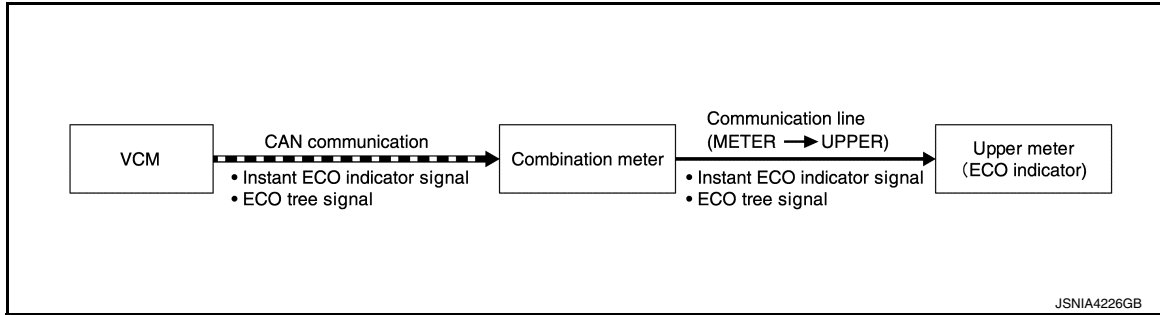 VCM
CAN communication
• Instant ECO indicator signal
• ECO tree signal
Combination meter
Communication line
(METER → UPPER)
• Instant ECO indicator signal
• ECO tree signal
Upper meter
(ECO indicator)
JSNIA4226GB